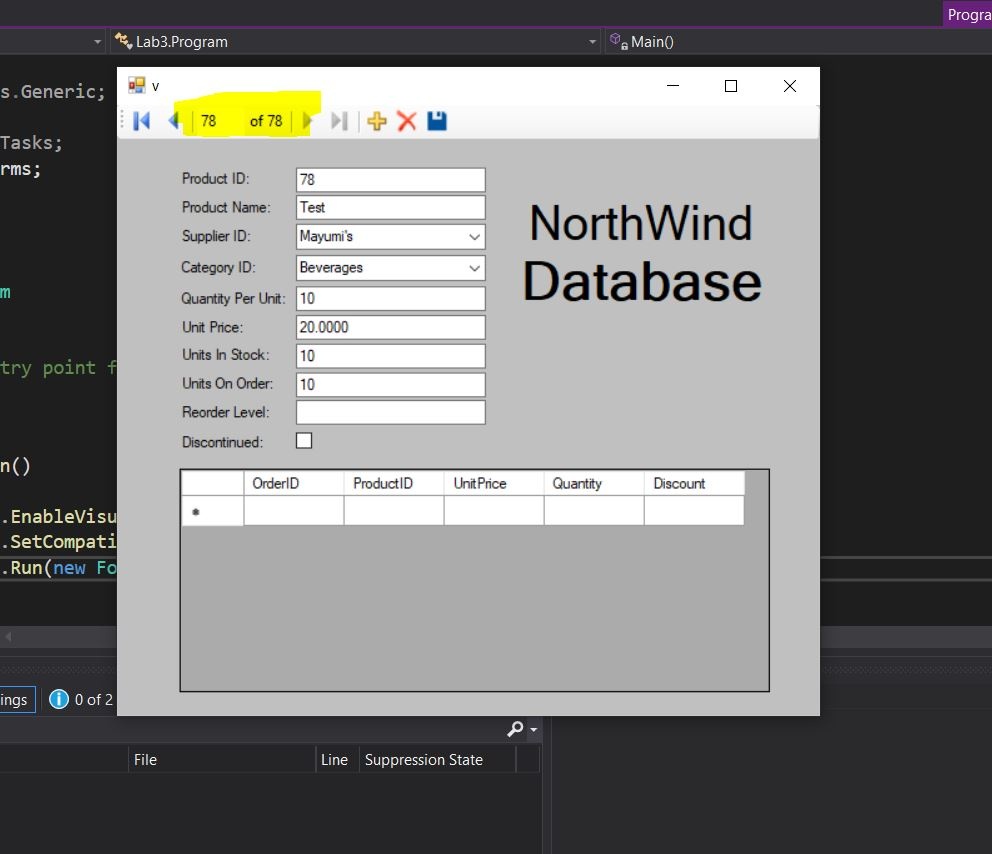 Progra
Lab3.Program
Main()
s.Generic;
v
78 of 78
Tasks;
rms;
Product ID: 78
Product Name: Test
Supplier ID: Mayumi's
Category ID: Beverages
Quantity Per Unit: 10
Unit Price: 20.0000
Units In Stock: 10
Units On Order: 10
Reorder Level:
Discontinued:
NorthWind
Database
m
try point f
n()
.EnableVisu
.SetCompati
.Run(new Fo
OrderID ProductID UnitPrice Quantity Discount
*
ings
0 of 2
File Line Suppression State